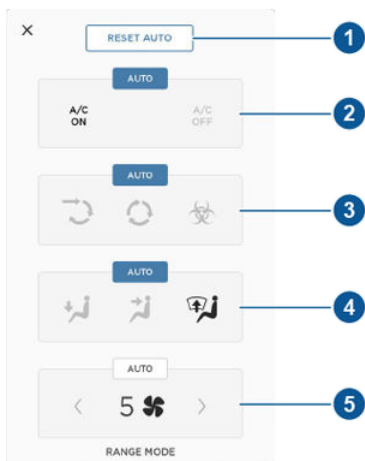 ×
RESET AUTO
1
AUTO
A/C ON
A/C OFF
2
AUTO
3
AUTO
4
AUTO
5
5
RANGE MODE